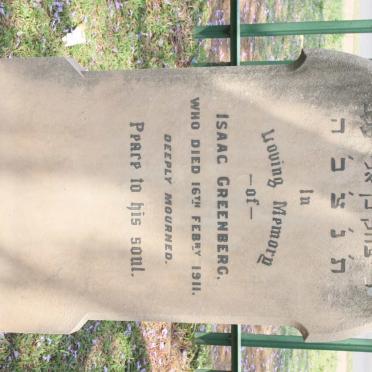 ת נ צ ב ה
In
Loving Memory
— of —
ISAAC GREENBERG.
WHO DIED 16TH FEBRY 1911.
DEEPLY MOURNED.
Peace to his soul.